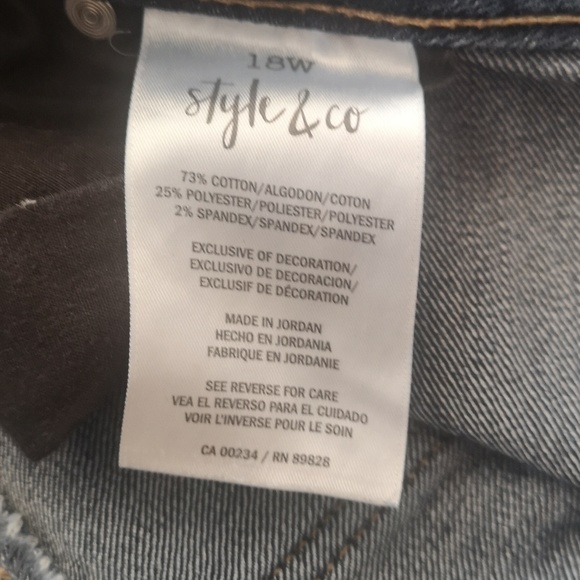 18W
style & co
73% COTTON/ALGODON/COTON
25% POLYESTER/POLIESTER/POLYESTER
2% SPANDEX/SPANDEX/SPANDEX
EXCLUSIVE OF DECORATION/
EXCLUSIVO DE DECORACION/
EXCLUSIF DE DÉCORATION
MADE IN JORDAN
HECHO EN JORDANIA
FABRIQUE EN JORDANIE
SEE REVERSE FOR CARE
VEA EL REVERSO PARA EL CUIDADO
VOIR L'INVERSE POUR LE SOIN
CA 00234 / RN 89828